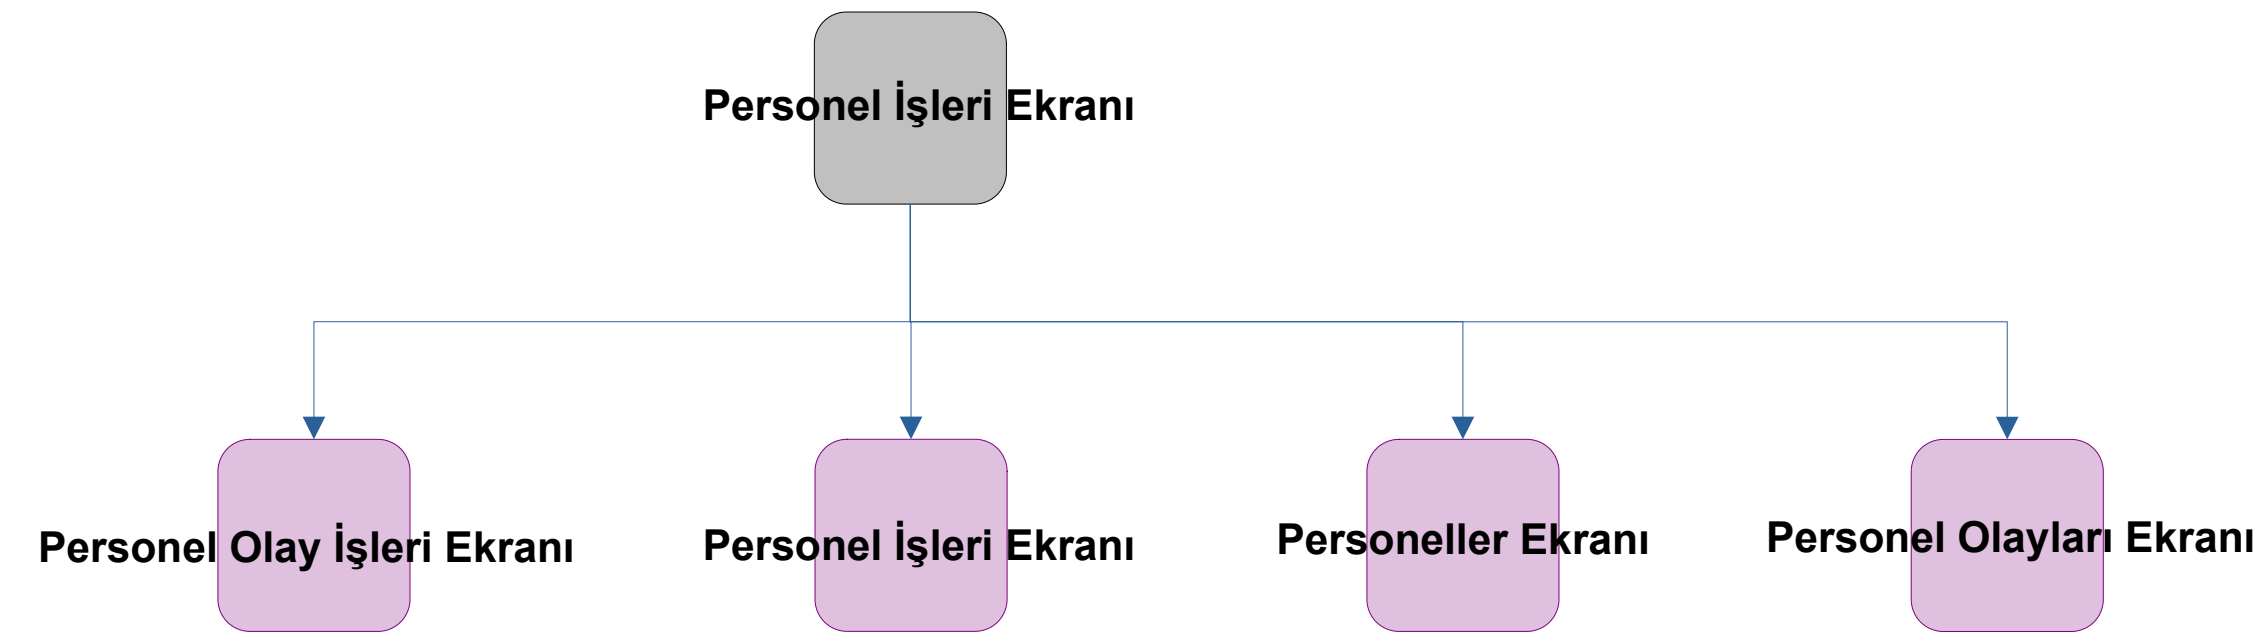 Personel İşleri Ekranı
Personel Olay İşleri Ekranı
Personel İşleri Ekranı
Personeller Ekranı
Personel Olayları Ekranı